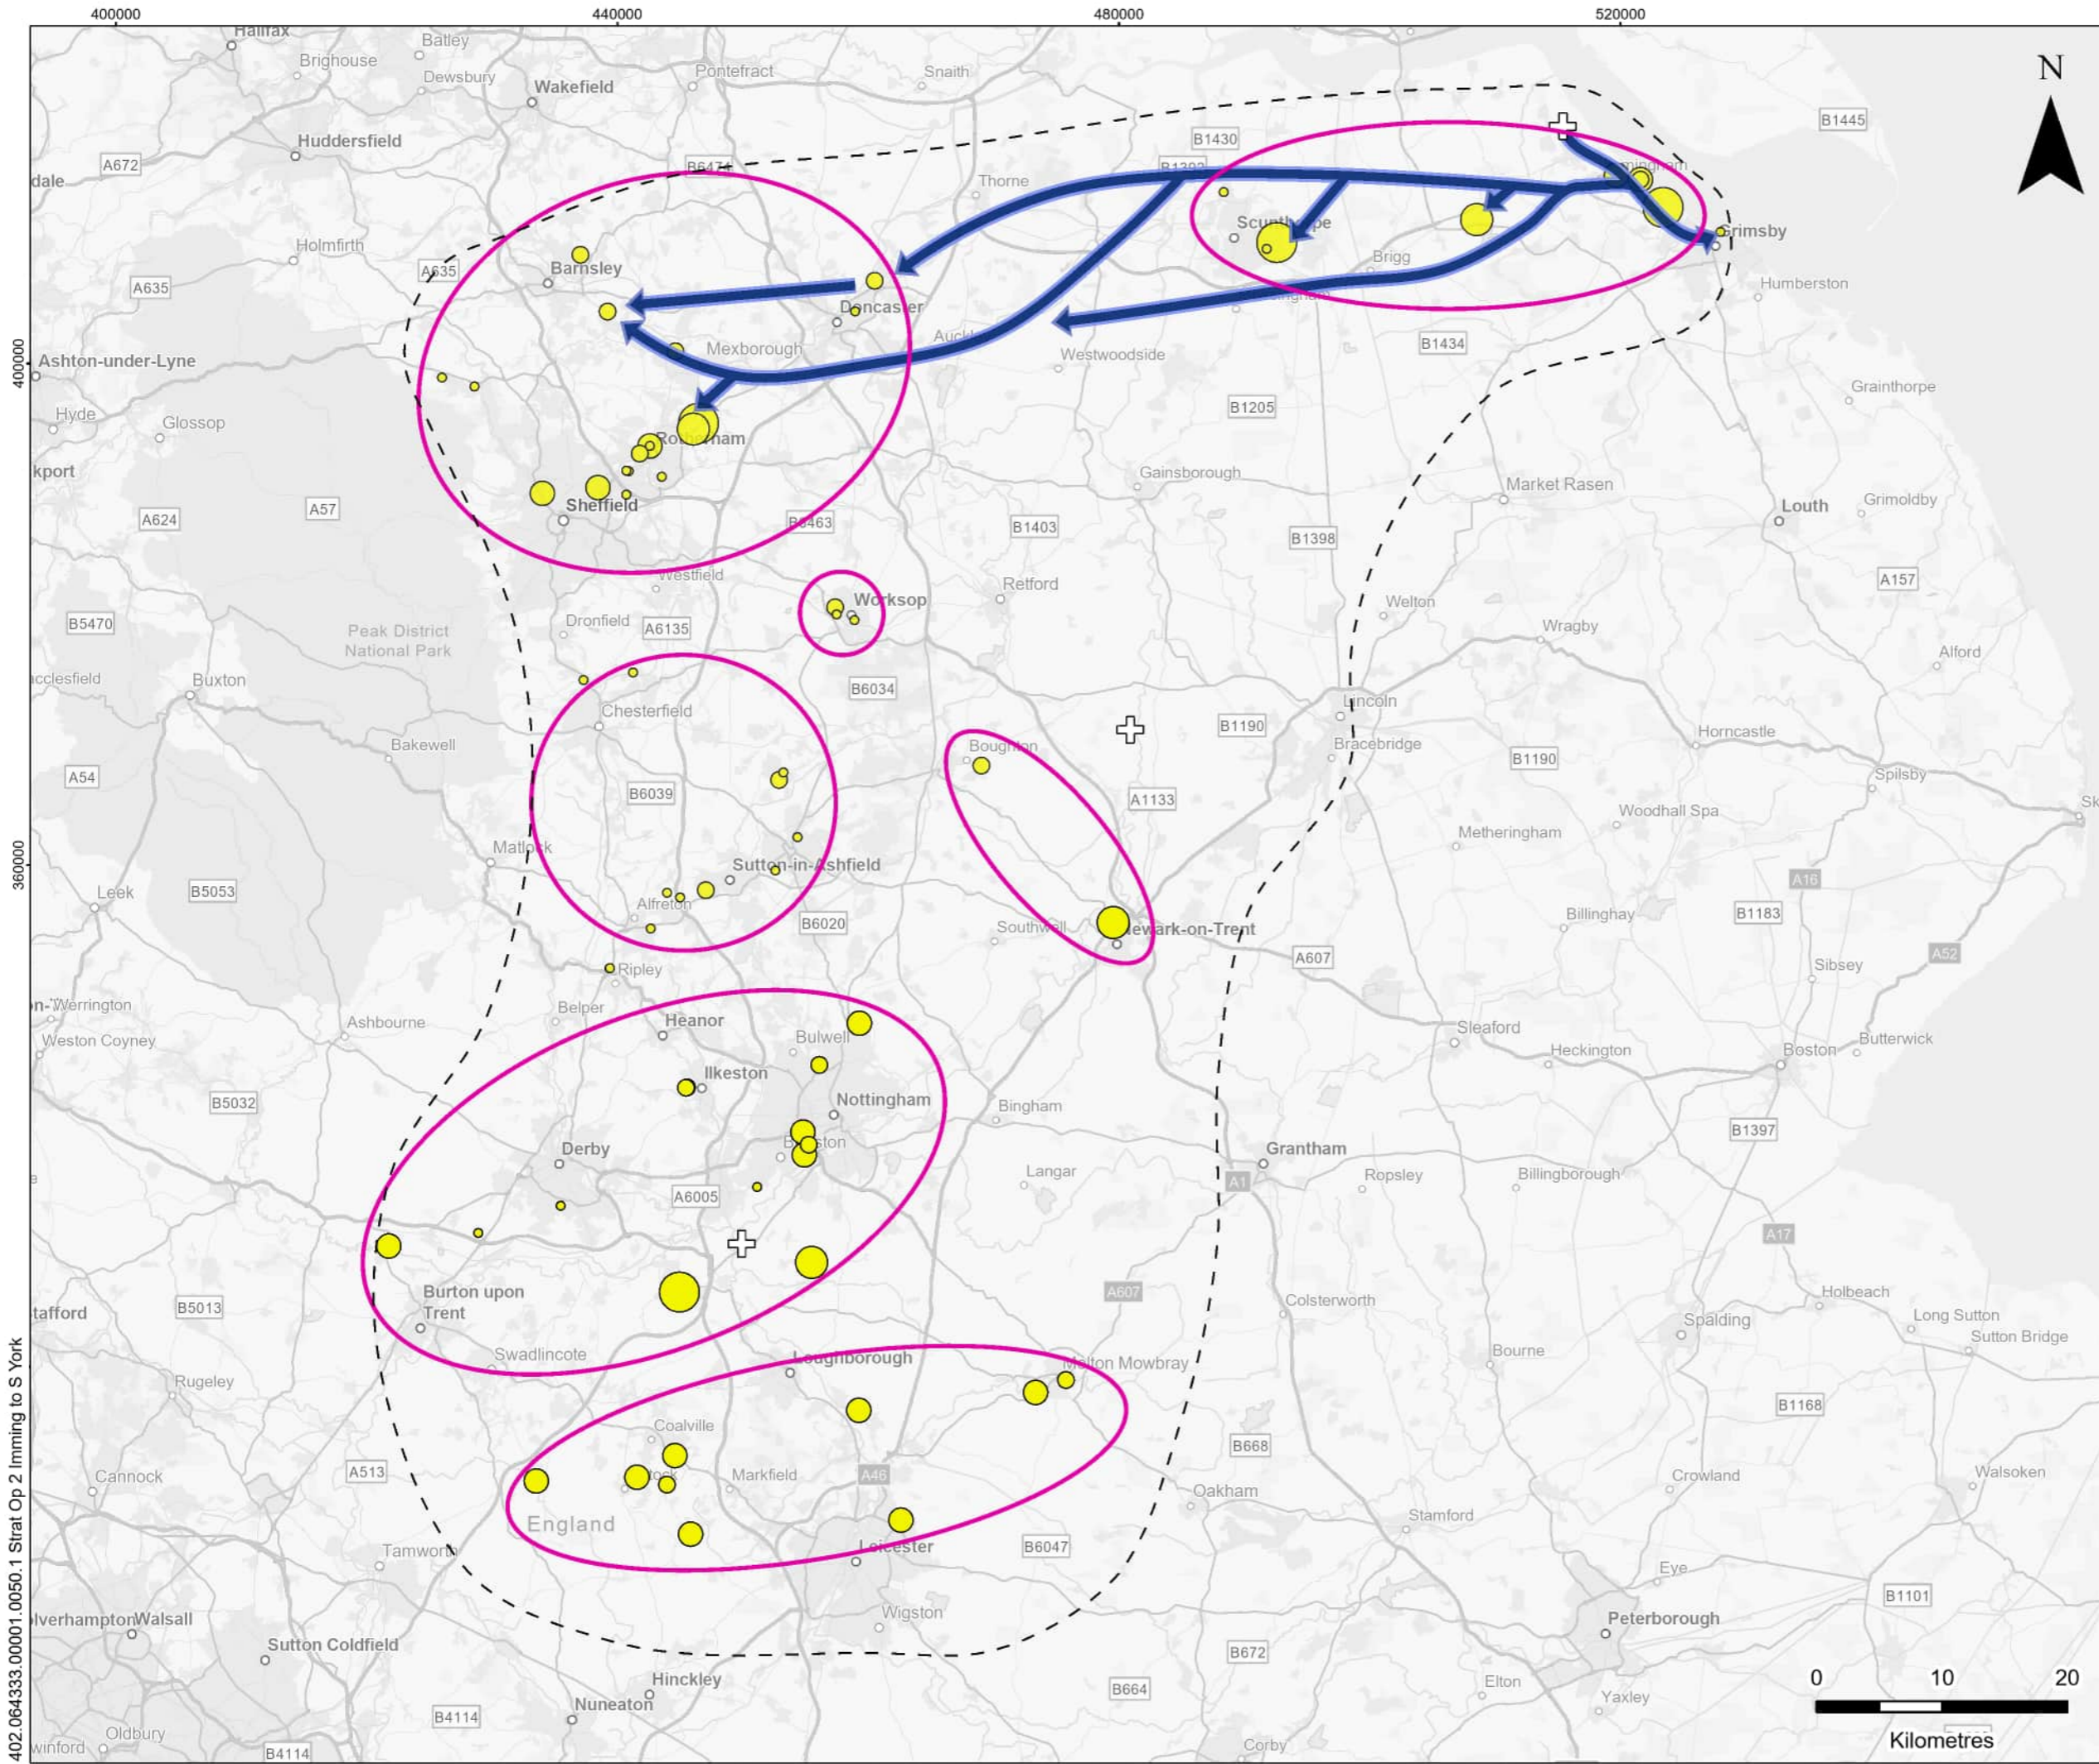 400000
440000
480000
520000
Halifax
Batley
Brighouse
Dewsbury
Wakefield
Pontefract
Snaith
N
B1445
Huddersfield
A672
B1430
B6474
B1392
mingham
dale
Thorne
Holmfirth
Scunthorpe
Grimsby
A635
Barnsley
Brigg
A635
Humberston
Doncaster
400000
Ashton-under-Lyne
Mexborough
Westwoodside
B1434
Grainthorpe
Hyde
Glossop
B1205
Rotherham
kport
Gainsborough
Market Rasen
A57
Sheffield
Louth
Grimoldby
A624
B6463
B1403
B1398
Westfield
Retford
A157
Worksop
Welton
B5470
Dronfield
A6135
Wragby
Peak District
National Park
Alford
acclesfield
Buxton
B6034
Lincoln
Chesterfield
B1190
Horncastle
Bakewell
Boughton
Bracebridge
B1190
A54
Spilsby
B6039
A1133
Sk
Woodhall Spa
Metheringham
Matlock
360000
Sutton-in-Ashfield
A16
Leek
B5053
Alfreton
B6020
Southwell
Newark-on-Trent
Billinghay
B1183
A607
A52
Ripley
Sibsey
Werrington
Belper
Heanor
Ashbourne
Sleaford
Weston Coyney
Bulwell
Heckington
Boston
Butterwick
Ilkeston
B5032
Nottingham
Bingham
B1397
Beeston
Derby
Grantham
Langar
Ropsley
Billingborough
A6005
A1
A17
Burton upon
Trent
A607
Colsterworth
Holbeach
tafford
B5013
Spalding
Long Sutton
Sutton Bridge
Swadlincote
Loughborough
Melton Mowbray
Bourne
Rugeley
B1168
Coalville
B668
Cannock
A513
tock
Markfield
A46
Crowland
Walsoken
Oakham
England
Stamford
Tamworth
Leicester
B6047
Eye
B1101
Wigston
lverhampton
Walsall
Peterborough
Sutton Coldfield
B672
Hinckley
Elton
B664
Nuneaton
Yaxley
B4114
Oldbury
winford
B4114
Corby
0 10 20
Kilometres
402.064333.00001.0050.1 Strat Op 2 Imming to S York